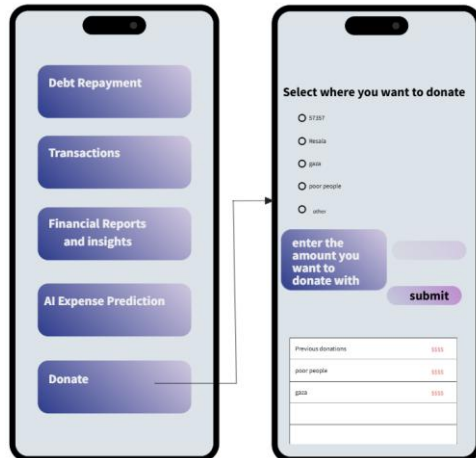 Debt Repayment
Transactions
Financial Reports
and insights
AI Expense Prediction
Donate
Select where you want to donate
57357
Resala
gaza
poor people
other
enter the
amount you
want to
donate with
submit
Previous donations $$$$
poor people $$$$
gaza $$$$